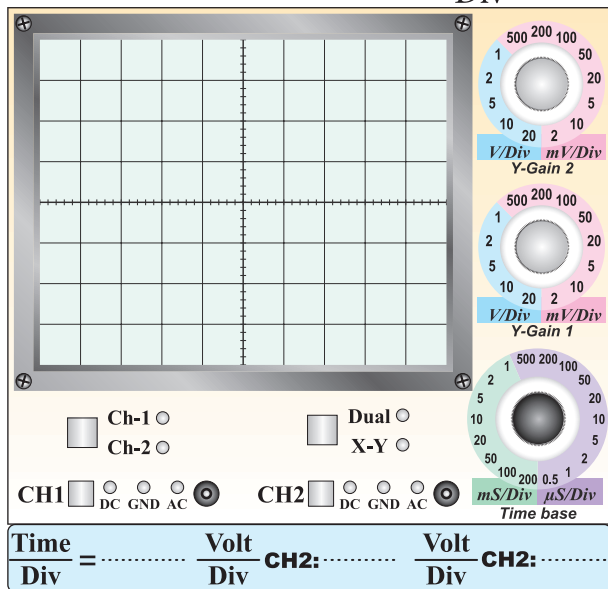 Div
500 200 100
1 50
2 20
5 10
10 20 2
V/Div mV/Div
Y-Gain 2
500 200 100
1 50
2 20
5 10
10 20 2
V/Div mV/Div
Y-Gain 1
1 500 200 100
2 50
5 20
10 10
20 5
50 2
100 200 0.5 1
mS/Div µS/Div
Time base
Ch-1
Ch-2
Dual
X-Y
CH1 DC GND AC
CH2 DC GND AC
Time Volt Volt
= ............ CH2: ........ CH2: ........
Div Div Div